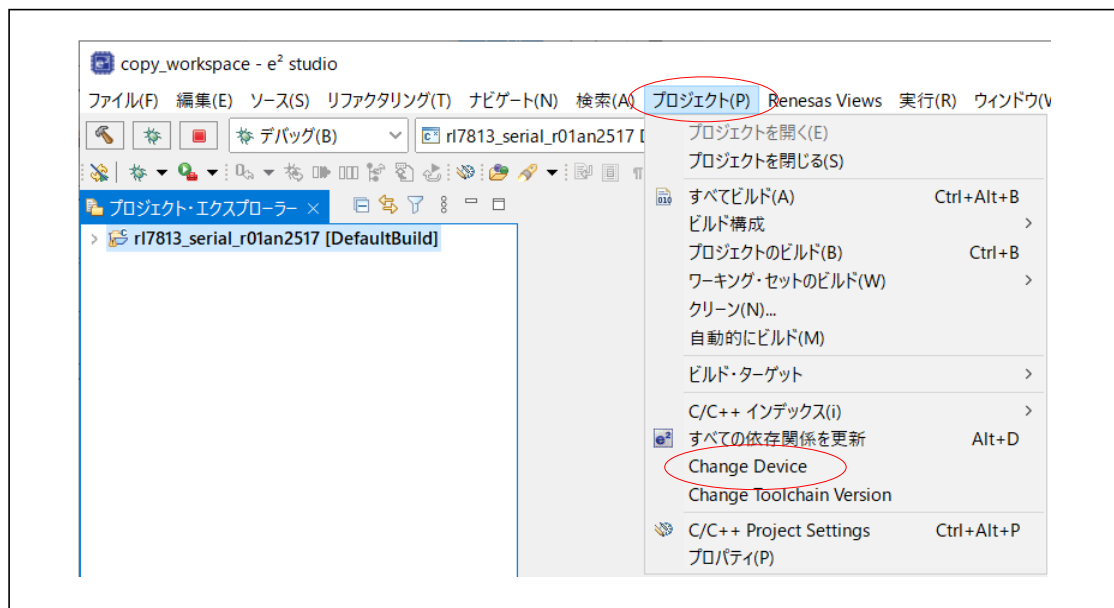 copy_workspace - e² studio
ファイル(F) 編集(E) ソース(S) リファクタリング(T) ナビゲート(N) 検索(A) プロジェクト(P) Renesas Views 実行(R) ウィンドウ(
デバッグ(B) rl7813_serial_r01an2517 [
プロジェクト・エクスプローラー
rl7813_serial_r01an2517 [DefaultBuild]
プロジェクトを開く(E)
プロジェクトを閉じる(S)
すべてビルド(A) Ctrl+Alt+B
ビルド構成
プロジェクトのビルド(B) Ctrl+B
ワーキング・セットのビルド(W)
クリーン(N)...
自動的にビルド(M)
ビルド・ターゲット
C/C++ インデックス(i)
すべての依存関係を更新 Alt+D
Change Device
Change Toolchain Version
C/C++ Project Settings Ctrl+Alt+P
プロパティ(P)